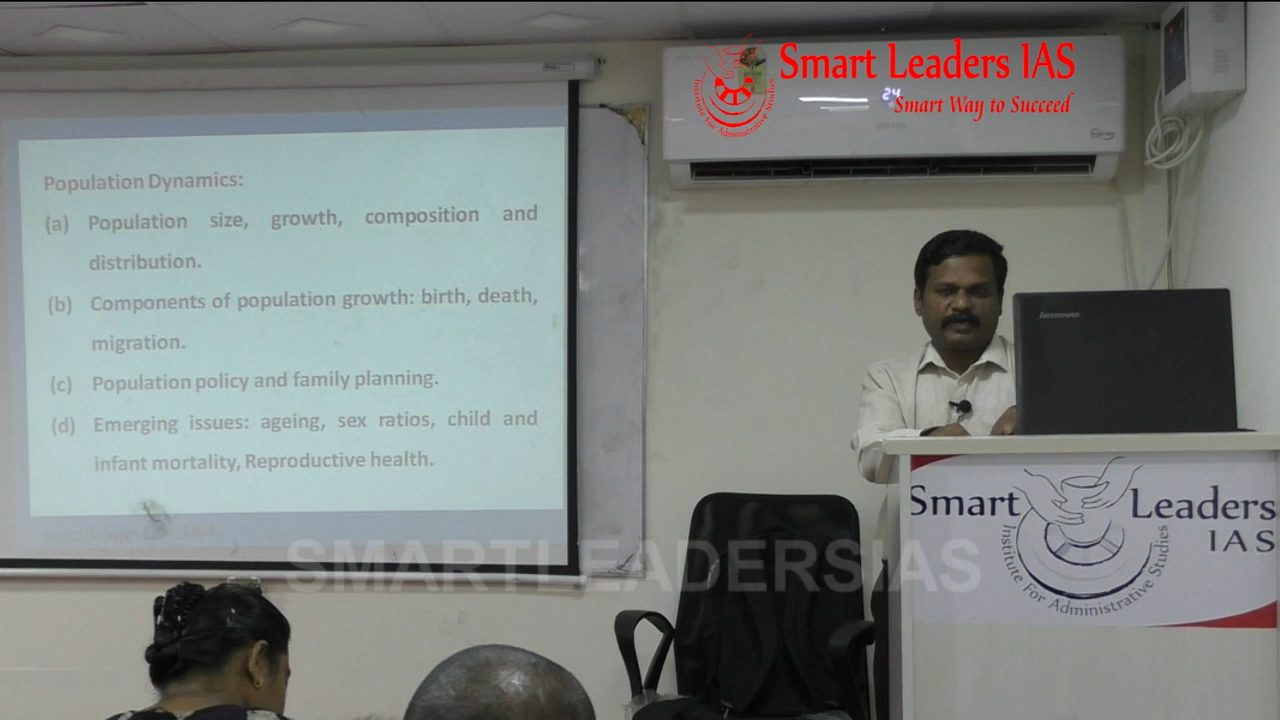 Smart Leaders IAS
Smart Way to Succeed
Institute For Administrative Studies
24
Population Dynamics:
(a) Population size, growth, composition and
distribution.
(b) Components of population growth: birth, death,
migration.
(c) Population policy and family planning.
(d) Emerging issues: ageing, sex ratios, child and
infant mortality, Reproductive health.
lenovo
Smart Leaders
IAS
Institute For Administrative Studies
SMARTLEADERSIAS